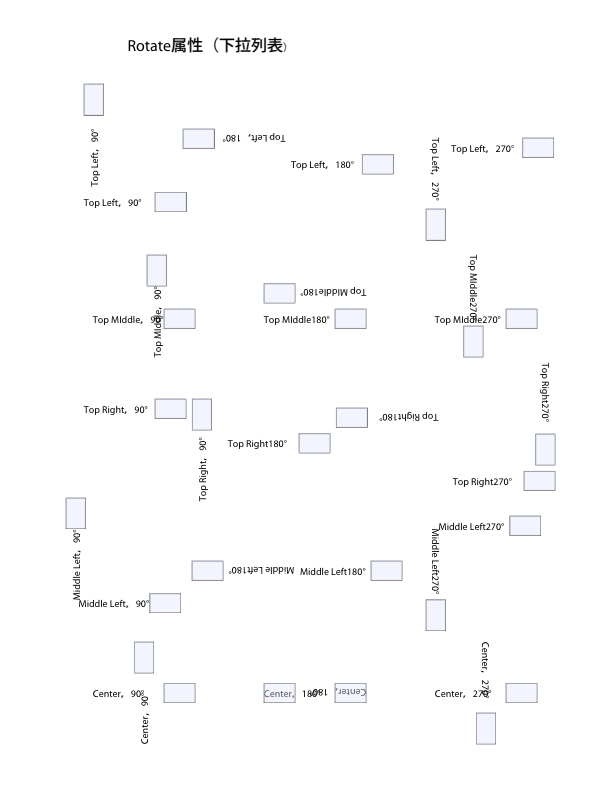 Rotate属性（下拉列表）
Top Left， 90°
Top Left， 180°
Top Left， 180°
Top Left， 270°
Top Left， 270°
Top Left， 90°
Top MIddle， 90°
Top MIddle， 90°
Top MIddle180°
Top MIddle180°
Top MIddle270°
Top MIddle270°
Top Right， 90°
Top Right， 90°
Top Right180°
Top Right180°
Top Right270°
Top Right270°
Middle Left， 90°
Middle Left， 90°
Middle Left180°
Middle Left180°
Middle Left270°
Middle Left270°
Center， 90°
Center， 90°
Center， 180°
Center， 180°
Center， 270°
Center， 270°